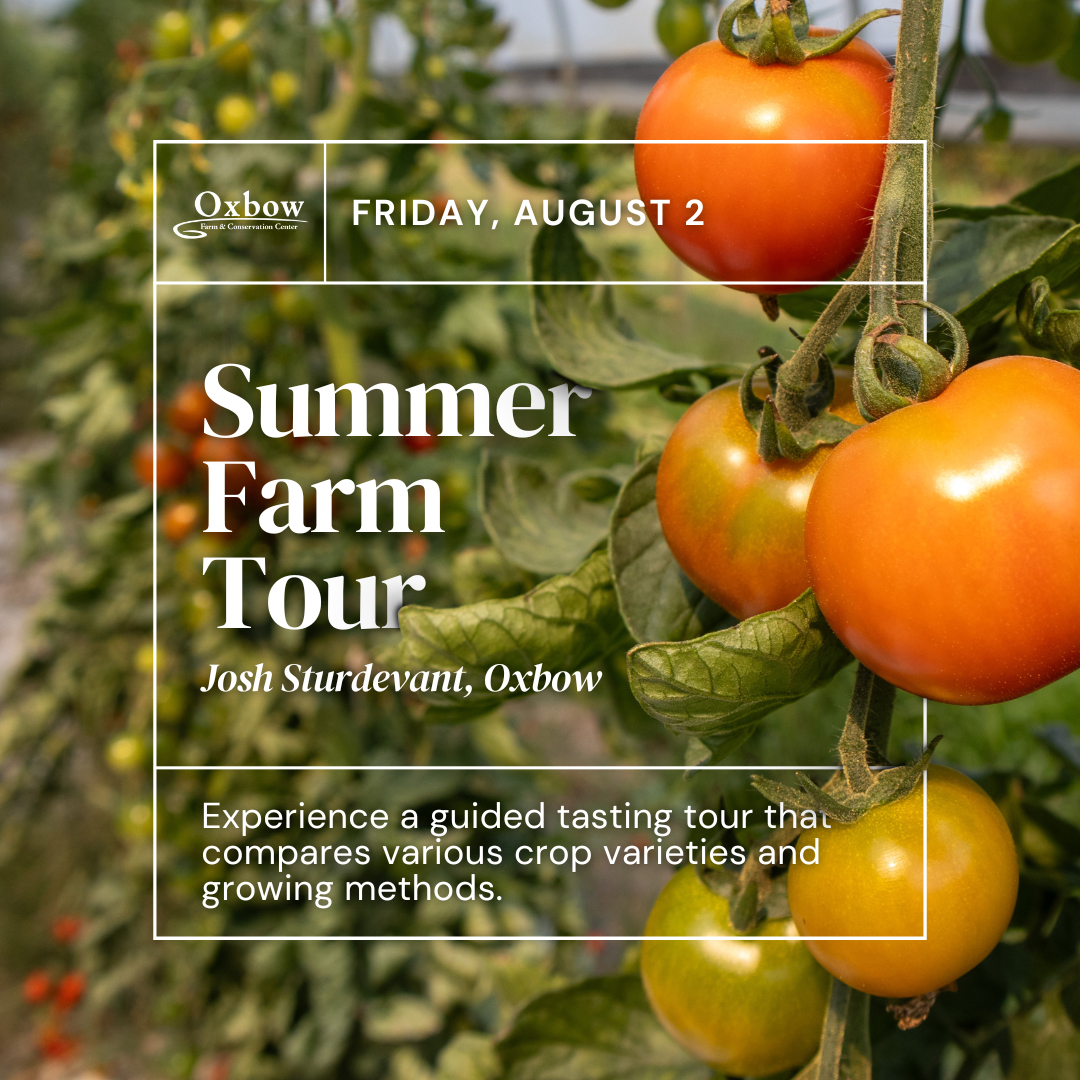 Oxbow
Farm & Conservation Center
FRIDAY, AUGUST 2
Summer
Farm
Tour
Josh Sturdevant, Oxbow
Experience a guided tasting tour that
compares various crop varieties and
growing methods.